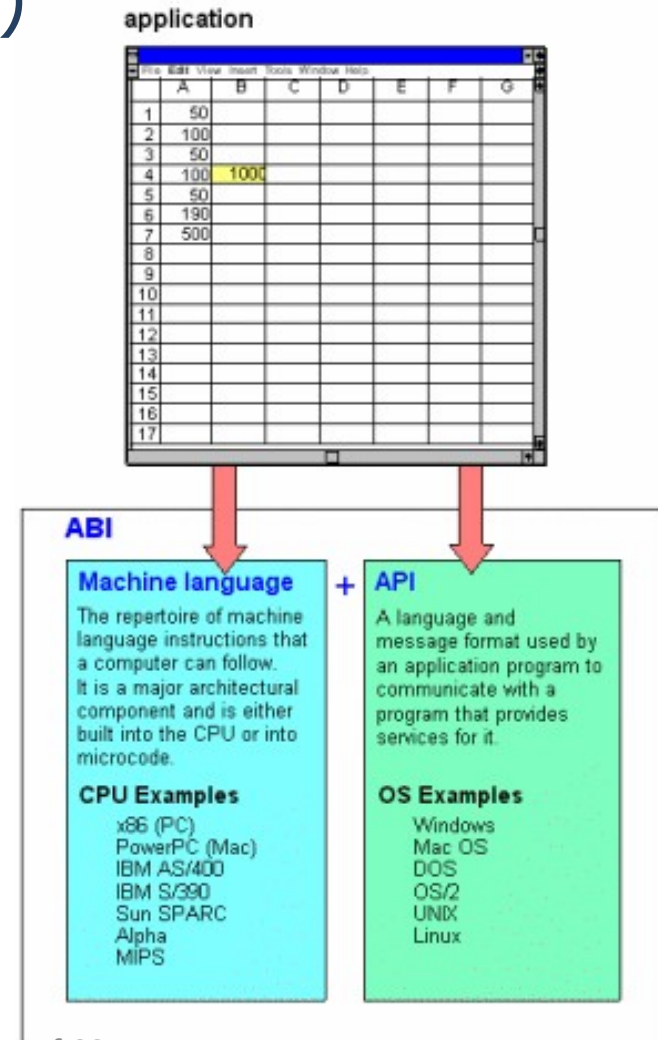 )
application
File Edit View Insert Tools Window Help
A B C D E F G
1 50
2 100
3 50
4 100 1000
5 50
6 190
7 500
8
9
10
11
12
13
14
15
16
17
ABI
Machine language
The repertoire of machine
language instructions that
a computer can follow.
It is a major architectural
component and is either
built into the CPU or into
microcode.
CPU Examples
x86 (PC)
PowerPC (Mac)
IBM AS/400
IBM S/390
Sun SPARC
Alpha
MIPS
+
API
A language and
message format used by
an application program to
communicate with a
program that provides
services for it.
OS Examples
Windows
Mac OS
DOS
OS/2
UNIX
Linux